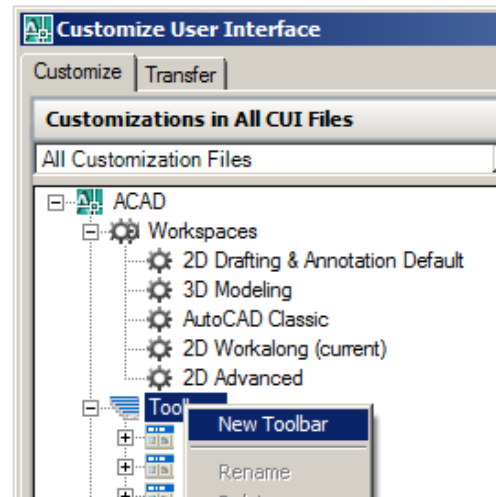 Customize User Interface
Customize Transfer
Customizations in All CUI Files
All Customization Files
ACAD
Workspaces
2D Drafting & Annotation Default
3D Modeling
AutoCAD Classic
2D Workalong (current)
2D Advanced
New Toolbar
Rename